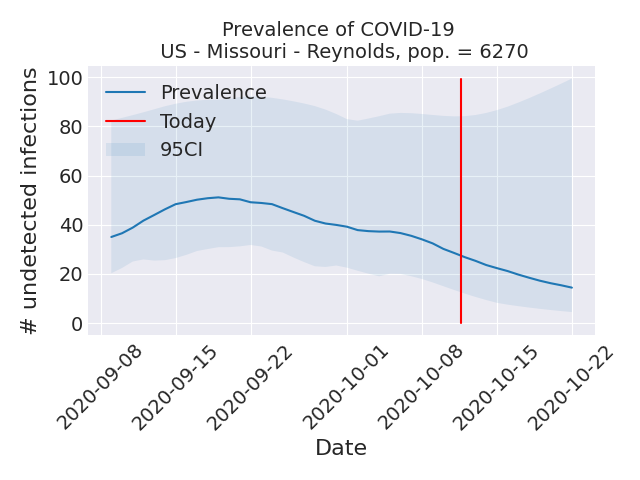 Prevalence of COVID-19
US - Missouri - Reynolds, pop. = 6270
# undetected infections
100
80
60
40
20
0
Prevalence
Today
95CI
2020-09-08
2020-09-15
2020-09-22
2020-10-01
2020-10-08
2020-10-15
2020-10-22
Date